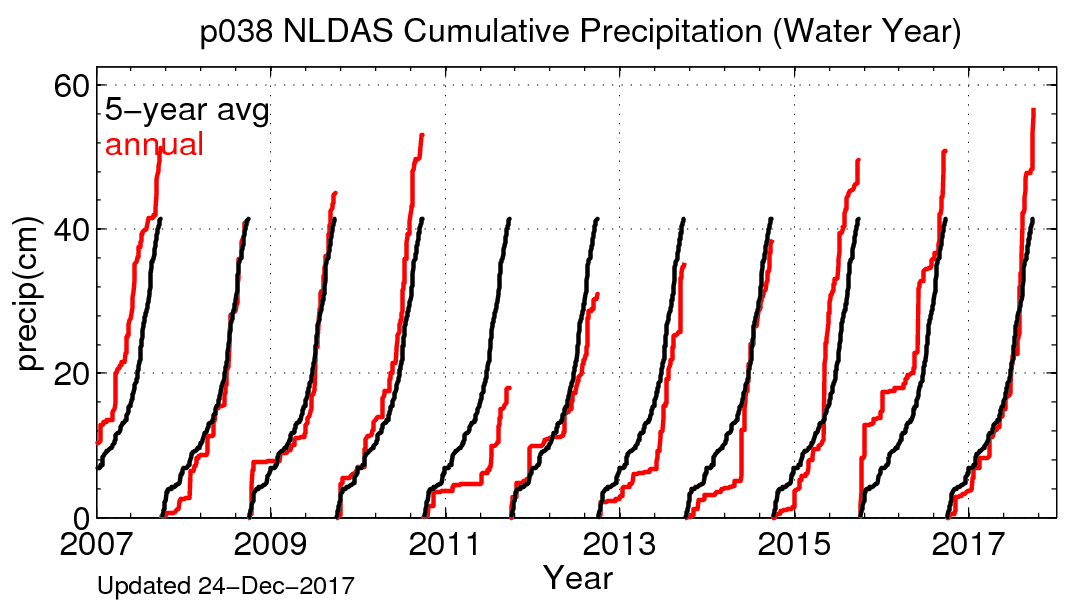 p038 NLDAS Cumulative Precipitation (Water Year)
60
5−year avg
annual
40
precip(cm)
20
0
2007 2009 2011 2013 2015 2017
Year
Updated 24−Dec−2017